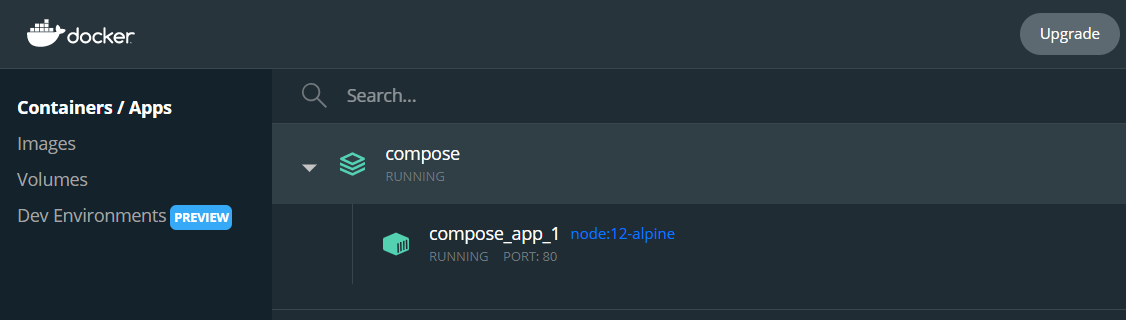 docker
Upgrade
Containers / Apps
Images
Volumes
Dev Environments PREVIEW
Search...
compose
RUNNING
compose_app_1 node:12-alpine
RUNNING PORT: 80